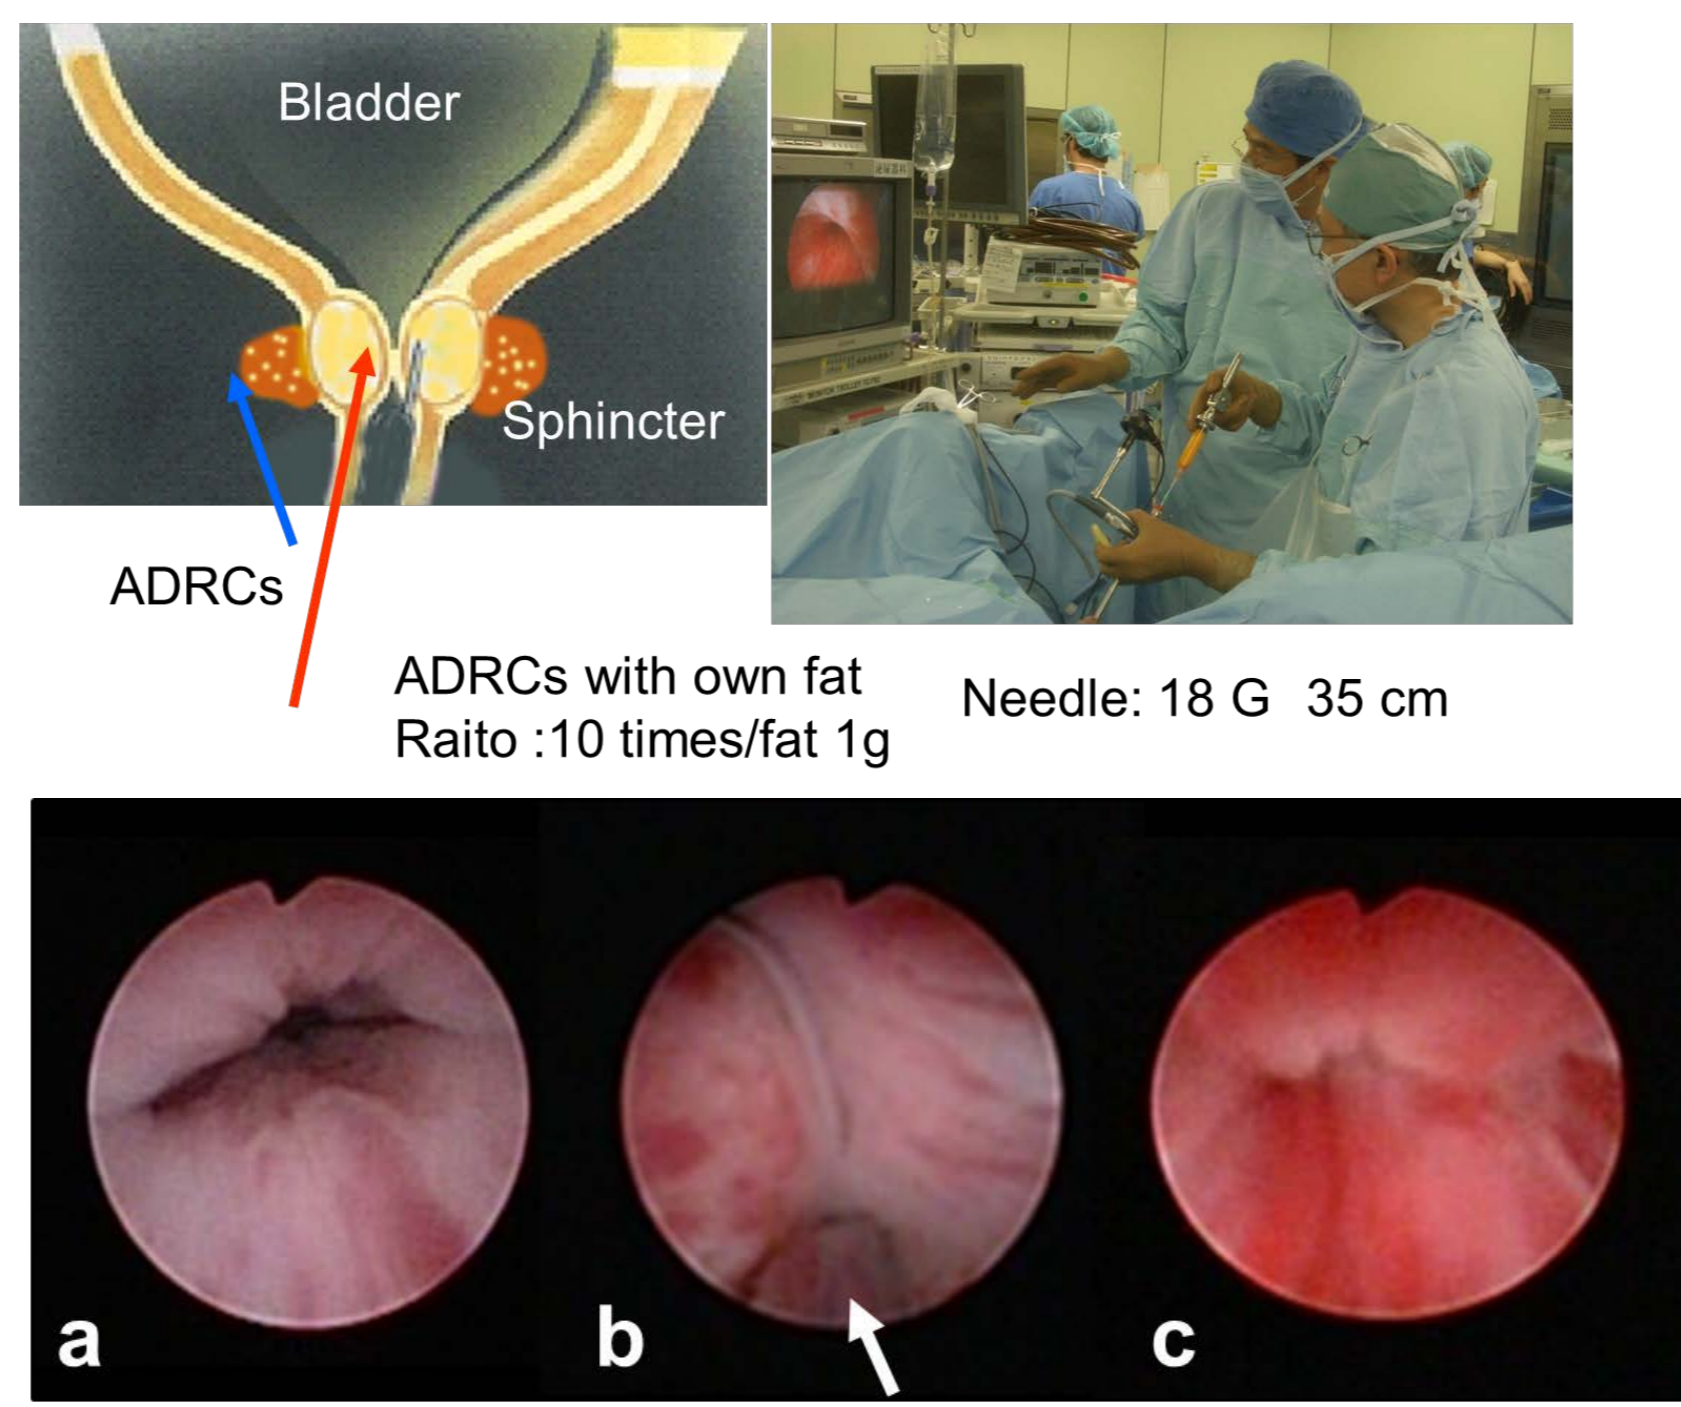 Bladder
Sphincter
ADRCs
ADRCs with own fat
Raito :10 times/fat 1g
Needle: 18 G 35 cm
a
b
c